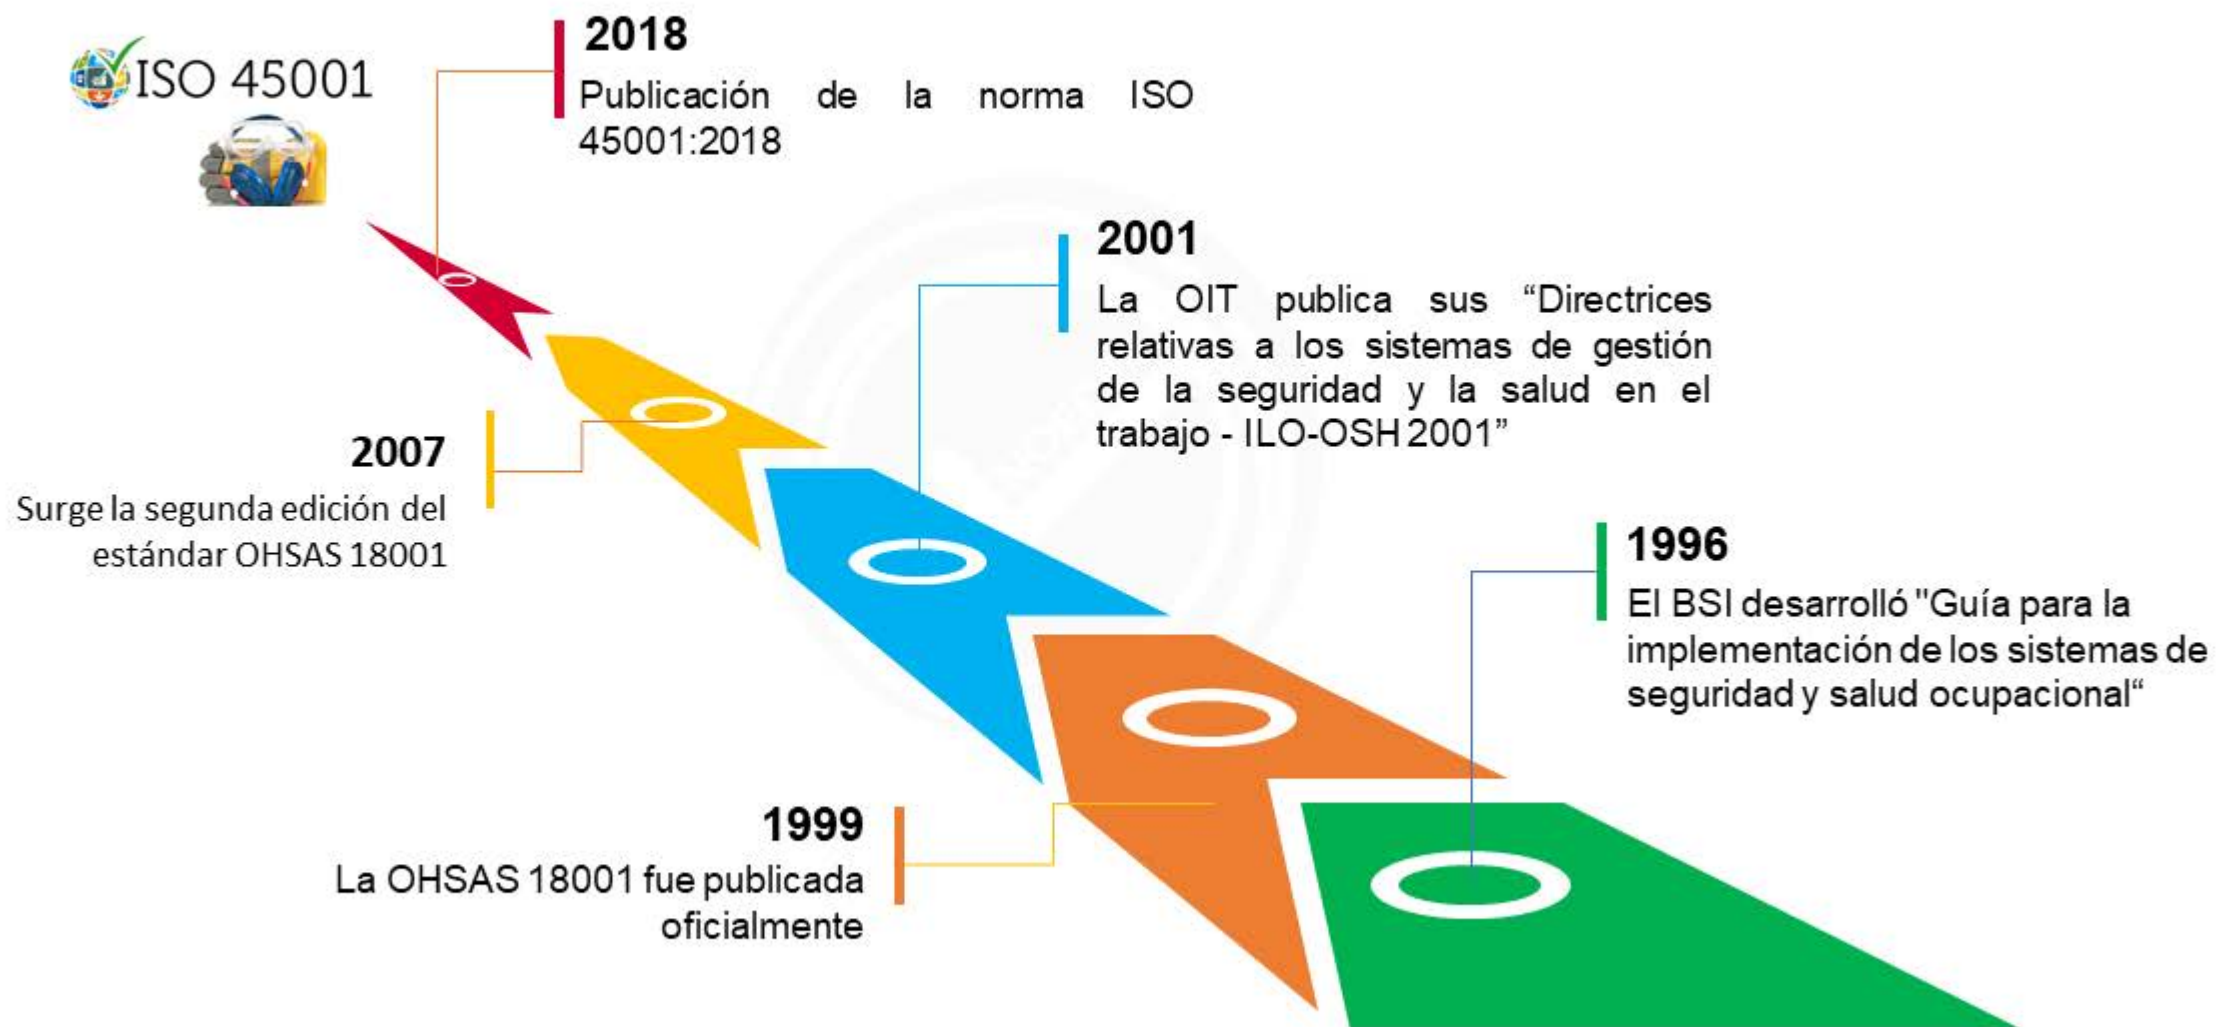 ISO 45001
2018
Publicación de la norma ISO
45001:2018
2001
La OIT publica sus “Directrices
relativas a los sistemas de gestión
de la seguridad y la salud en el
trabajo - ILO-OSH 2001”
2007
Surge la segunda edición del
estándar OHSAS 18001
1996
El BSI desarrolló "Guía para la
implementación de los sistemas de
seguridad y salud ocupacional“
1999
La OHSAS 18001 fue publicada
oficialmente